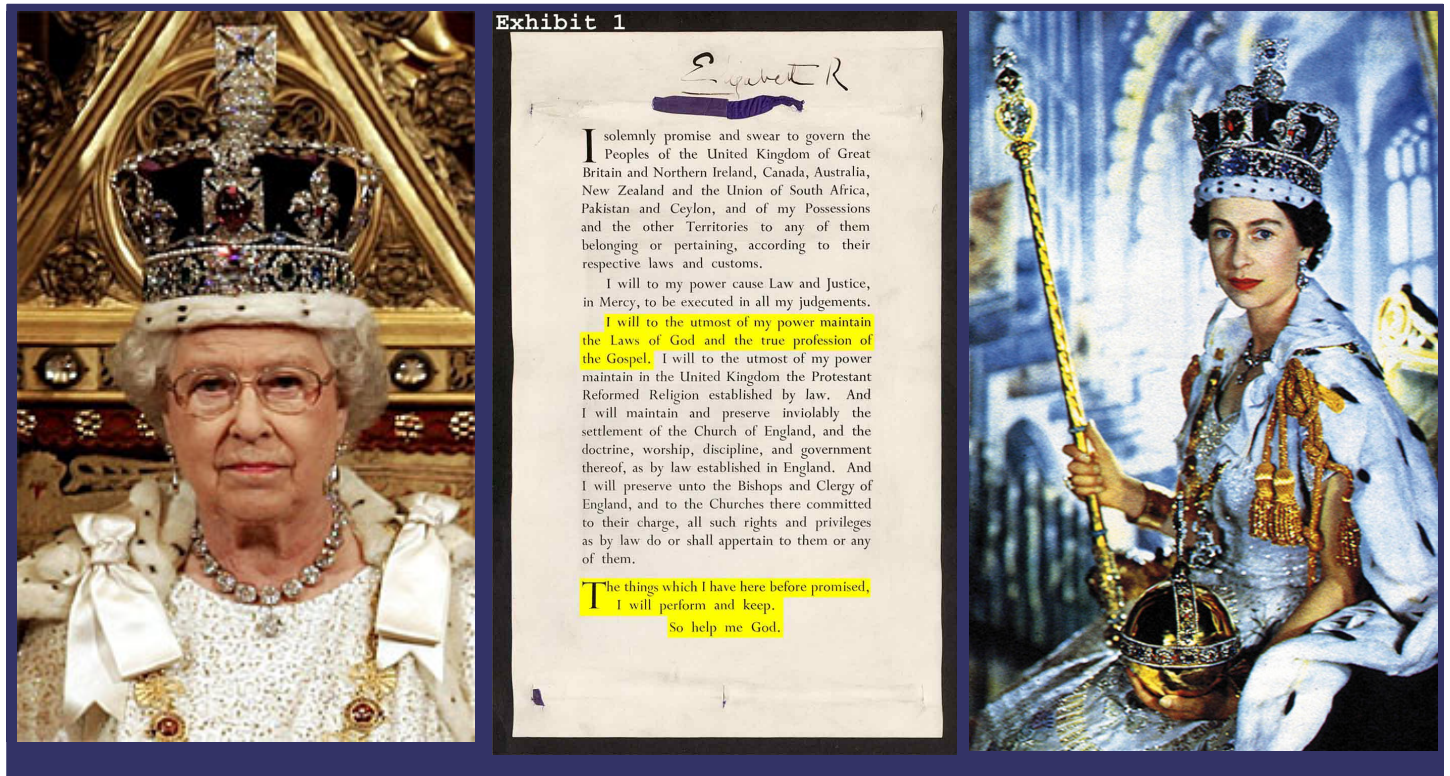 Exhibit 1
Elizabeth R
I solemnly promise and swear to govern the
Peoples of the United Kingdom of Great
Britain and Northern Ireland, Canada, Australia,
New Zealand and the Union of South Africa,
Pakistan and Ceylon, and of my Possessions
and the other Territories to any of them
belonging or pertaining, according to their
respective laws and customs.
I will to my power cause Law and Justice,
in Mercy, to be executed in all my judgements.
I will to the utmost of my power maintain
the Laws of God and the true profession of
the Gospel. I will to the utmost of my power
maintain in the United Kingdom the Protestant
Reformed Religion established by law. And
I will maintain and preserve inviolably the
settlement of the Church of England, and the
doctrine, worship, discipline, and government
thereof, as by law established in England. And
I will preserve unto the Bishops and Clergy of
England, and to the Churches there committed
to their charge, all such rights and privileges
as by law do or shall appertain to them or any
of them.
The things which I have here before promised,
I will perform and keep.
So help me God.